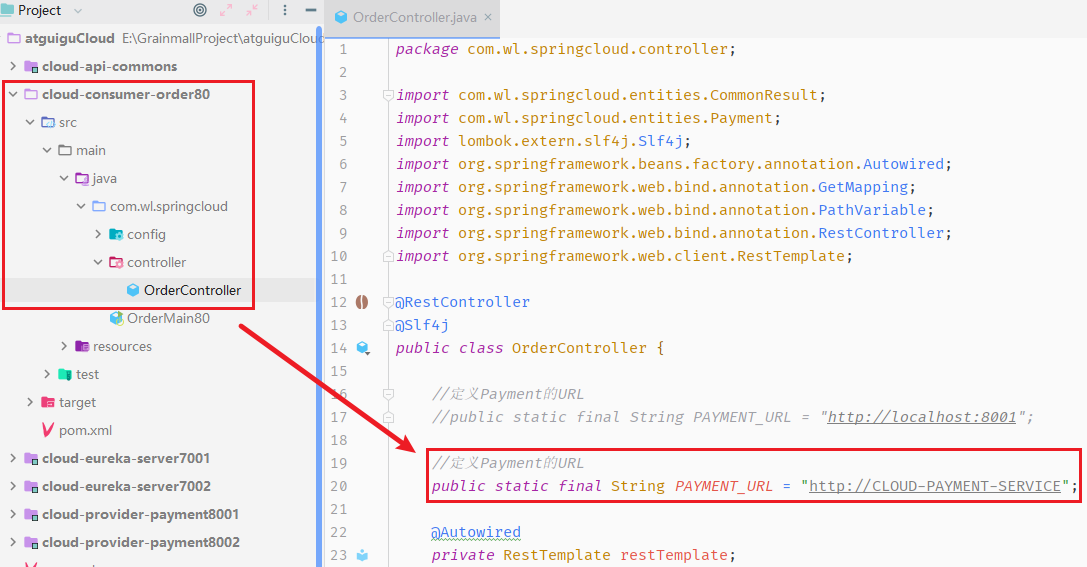 Project
atguiguCloud E:\GrainmallProject\atguiguCloud
cloud-api-commons
cloud-consumer-order80
src
main
java
com.wl.springcloud
config
controller
OrderController
OrderMain80
resources
test
target
pom.xml
cloud-eureka-server7001
cloud-eureka-server7002
cloud-provider-payment8001
cloud-provider-payment8002
OrderController.java
1 package com.wl.springcloud.controller;
2
3 import com.wl.springcloud.entities.CommonResult;
4 import com.wl.springcloud.entities.Payment;
5 import lombok.extern.slf4j.Slf4j;
6 import org.springframework.beans.factory.annotation.Autowired;
7 import org.springframework.web.bind.annotation.GetMapping;
8 import org.springframework.web.bind.annotation.PathVariable;
9 import org.springframework.web.bind.annotation.RestController;
10 import org.springframework.web.client.RestTemplate;
11
12 @RestController
13 @Slf4j
14 public class OrderController {
15
16 //定义Payment的URL
17 //public static final String PAYMENT_URL = "http://localhost:8001";
18
19 //定义Payment的URL
20 public static final String PAYMENT_URL = "http://CLOUD-PAYMENT-SERVICE";
21
22 @Autowired
23 private RestTemplate restTemplate;